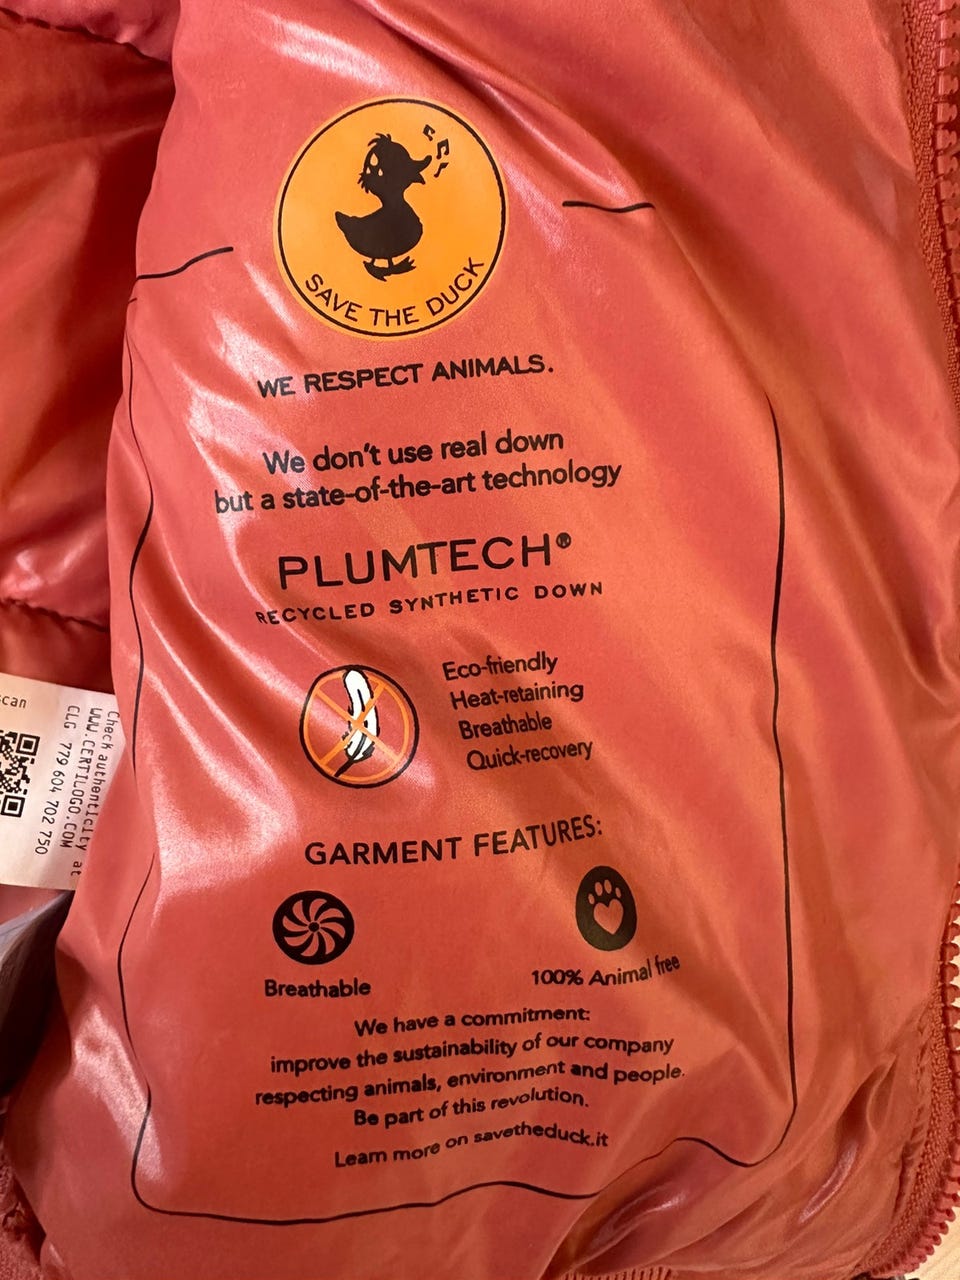 SAVE THE DUCK
WE RESPECT ANIMALS.
We don't use real down
but a state-of-the-art technology
PLUMTECH®
RECYCLED SYNTHETIC DOWN
Eco-friendly
Heat-retaining
Breathable
Quick-recovery
GARMENT FEATURES:
Breathable
100% Animal free
We have a commitment:
improve the sustainability of our company
respecting animals, environment and people.
Be part of this revolution.
Learn more on savetheduck.it
Check authenticity at
WWW.CERTILOGO.COM
CLG 779 604 702 750